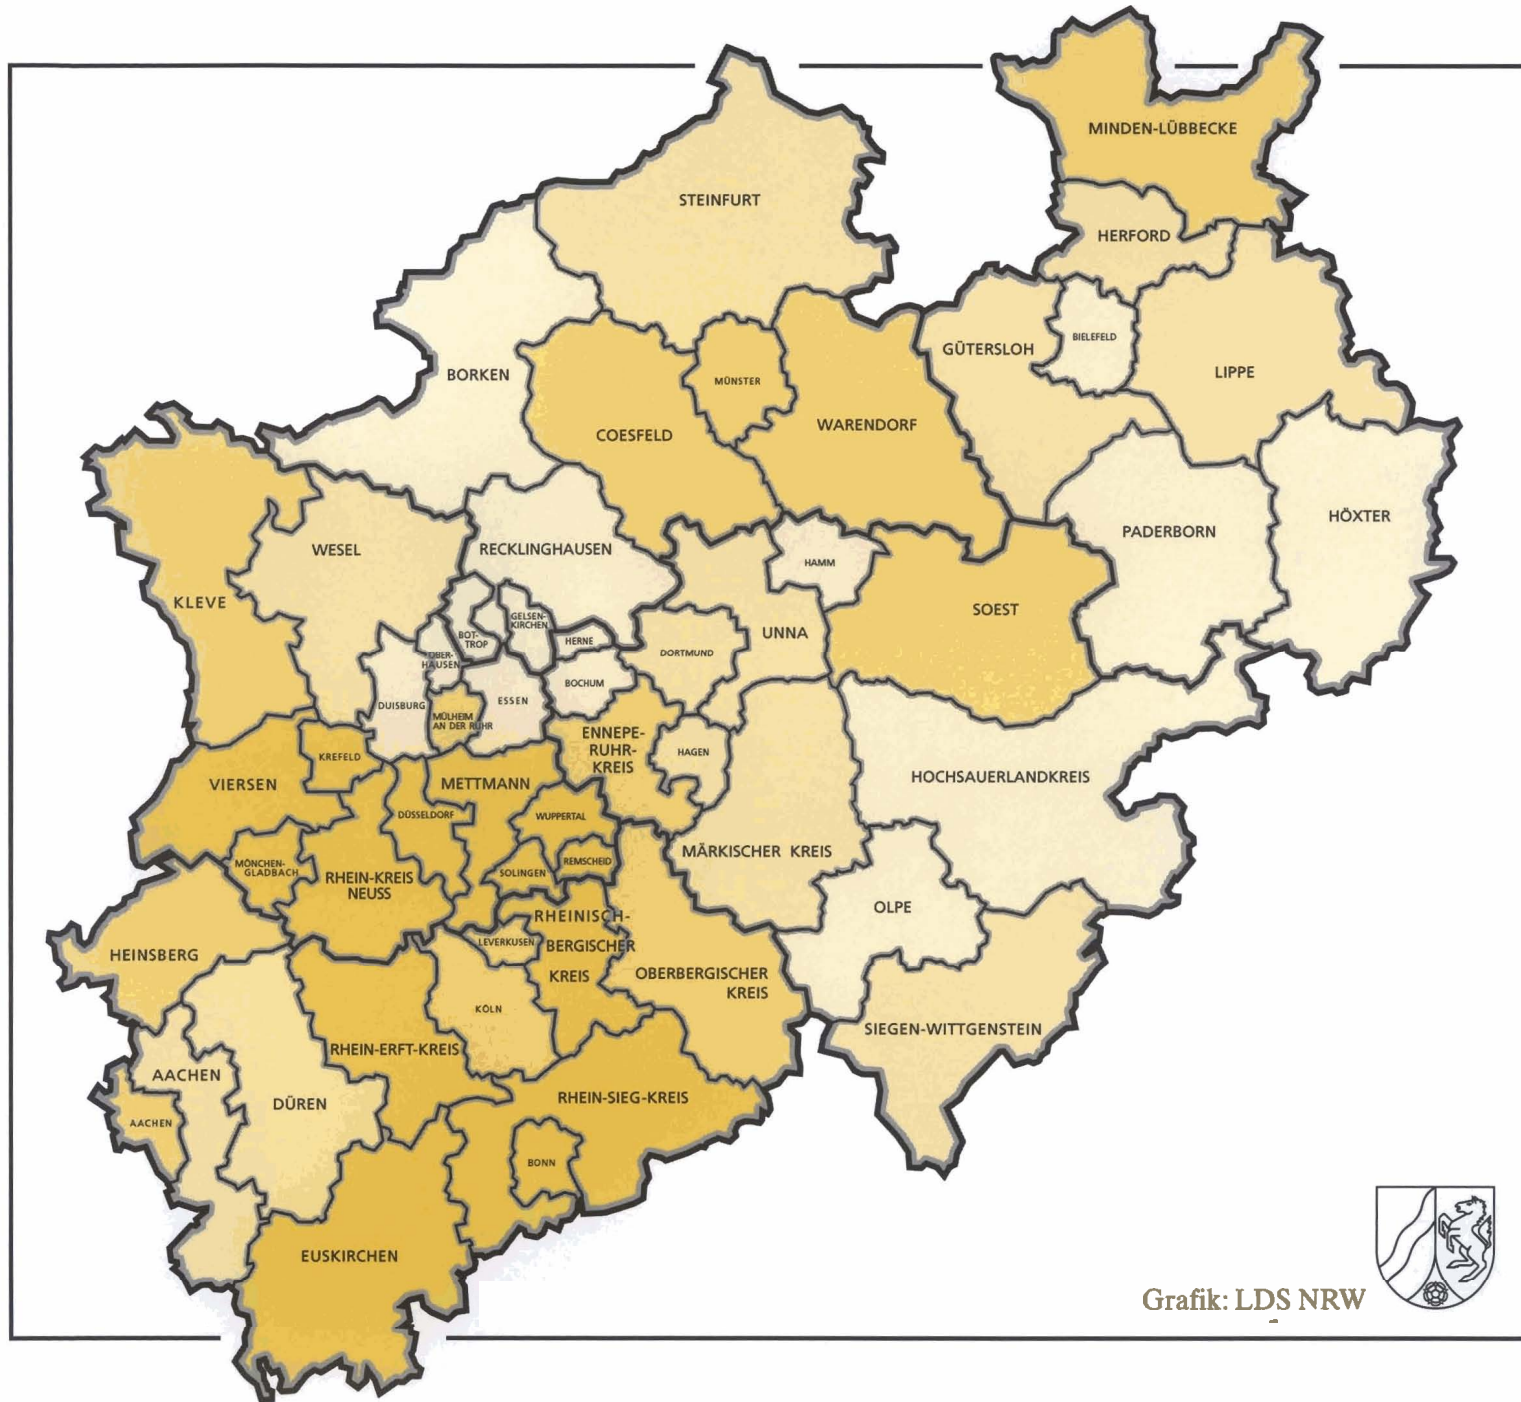 MINDEN-LÜBBECKE
STEINFURT
HERFORD
GÜTERSLOH
BIELEFELD
LIPPE
BORKEN
MÜNSTER
COESFELD
WARENDORF
HÖXTER
PADERBORN
WESEL
RECKLINGHAUSEN
HAMM
KLEVE
SOEST
GELSEN-
KIRCHEN
BOT-
TROP
HERNE
UNNA
OBER-
HAUSEN
DORTMUND
BOCHUM
DUISBURG
ESSEN
MÜLHEIM
AN DER RUHR
ENNEPE-
RUHR-
KREIS
HAGEN
KREFELD
VIERSEN
METTMANN
HOCHSAUERLANDKREIS
DÜSSELDORF
WUPPERTAL
MÖNCHEN-
GLADBACH
RHEIN-KREIS
NEUSS
SOLINGEN
REMSCHEID
MÄRKISCHER KREIS
OLPE
RHEINISCH-
BERGISCHER
KREIS
LEVERKUSEN
HEINSBERG
OBERBERGISCHER
KREIS
KÖLN
SIEGEN-WITTGENSTEIN
RHEIN-ERFT-KREIS
AACHEN
DÜREN
RHEIN-SIEG-KREIS
AACHEN
BONN
EUSKIRCHEN
Grafik: LDS NRW